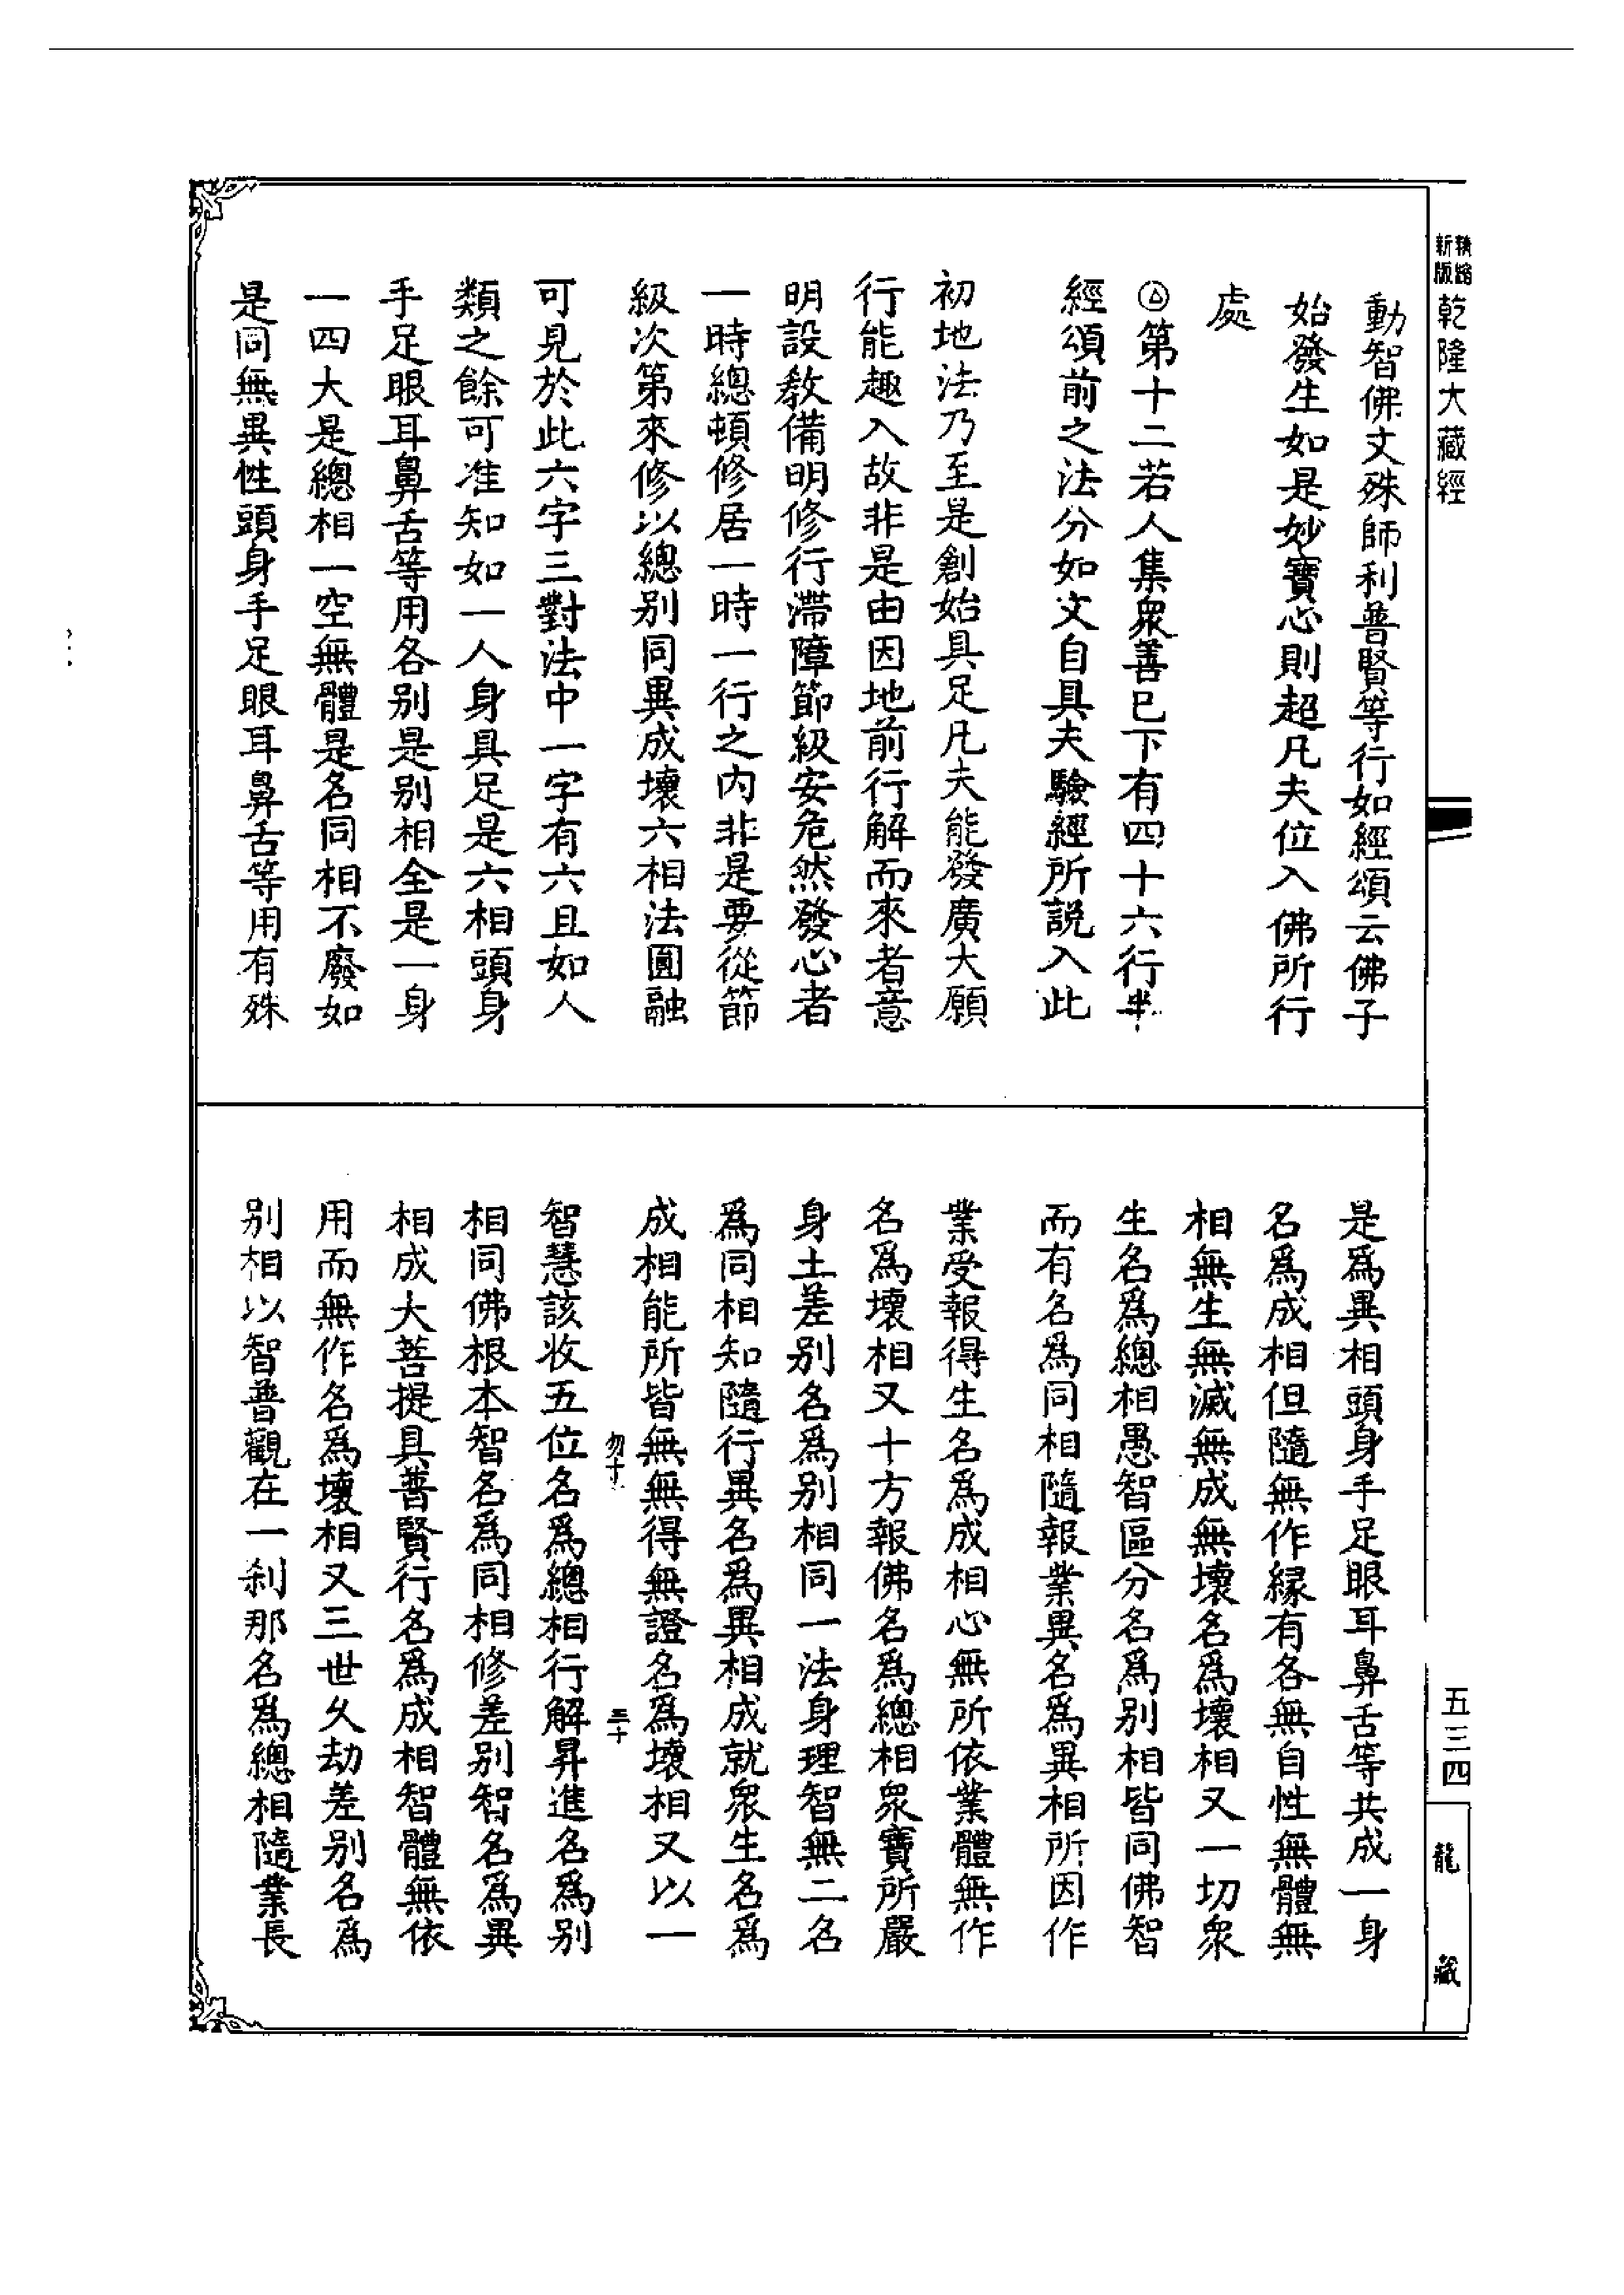 精縮新版
乾隆大藏經
動智佛文殊師利普賢等行如經頌云佛子
始發生如是妙寶心則超凡夫位入佛所行
處
㊛第十二若人集衆善已下有四十六行半
經頌前之法分如文自具夫驗經所説入此
初地法乃至是創始具足凡夫能發廣大願
行能趣入故非是由因地前行解而來者意
明設教備明修行滯障節級安危然發心者
一時總頓修居一時一行之内非是要從節
級次第來修以總别同異成壞六相法圓融
可見於此六字三對法中一字有六且如人
類之餘可准知如一人身具足是六相頭身
手足眼耳鼻舌等用各别是别相全是一身
一四大是總相一空無體是名同相不廢如
是同無異性頭身手足眼耳鼻舌等用有殊
是爲異相頭身手足眼耳鼻舌等共成一身
名爲成相但隨無作緣有各無自性無體無
相無生無滅無成無壞名爲壞相又一切衆
生名爲總相愚智區分名爲别相皆同佛智
而有名爲同相隨報業異名爲異相所因作
業受報得生名爲成相心無所依業體無作
名爲壞相又十方報佛名爲總相衆寶所嚴
身土差别名爲别相同一法身理智無二名
爲同相知隨行異名爲異相成就衆生名爲
成相能所皆無無得無證名爲壞相又以一
勿十 三十
智慧該收五位名爲總相行解昇進名爲别
相同佛根本智名爲同相修差别智名爲異
相成大菩提具普賢行名爲成相智體無依
用而無作名爲壞相又三世久劫差别名爲
别相以智普觀在一刹那名爲總相隨業長
五三四
龍藏